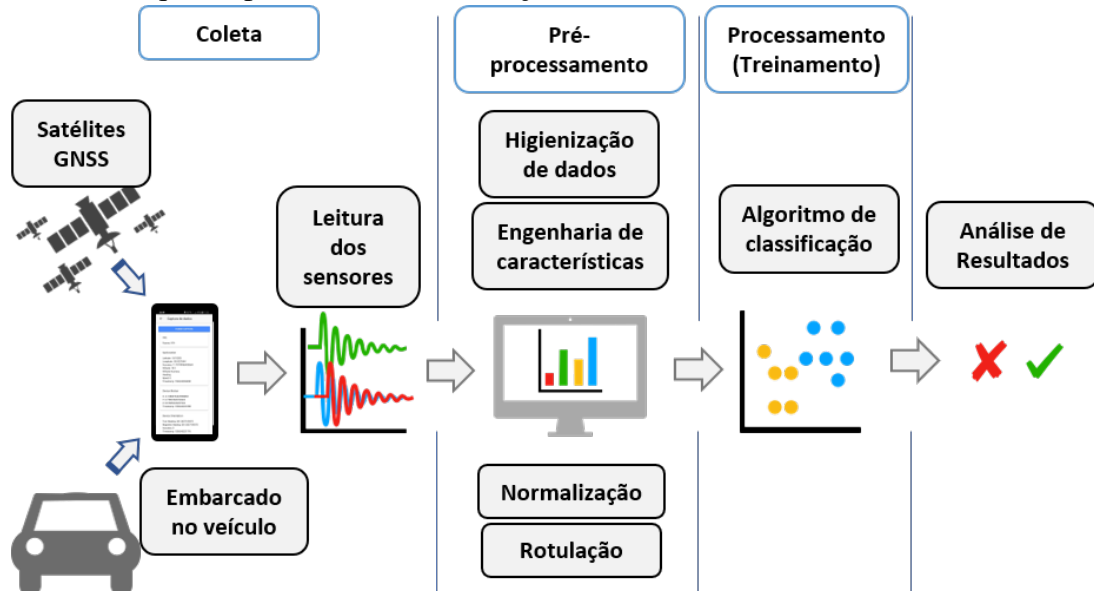 Coleta
Pré-
processamento
Processamento
(Treinamento)
Satélites
GNSS
Higienização
de dados
Leitura
dos
sensores
Engenharia de
características
Algoritmo de
classificação
Análise de
Resultados
Embarcado
no veículo
Normalização
Rotulação